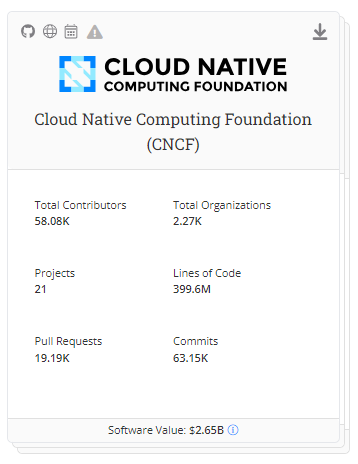 CLOUD NATIVE
COMPUTING FOUNDATION
Cloud Native Computing Foundation
(CNCF)
Total Contributors
58.08K
Total Organizations
2.27K
Projects
21
Lines of Code
399.6M
Pull Requests
19.19K
Commits
63.15K
Software Value: $2.65B